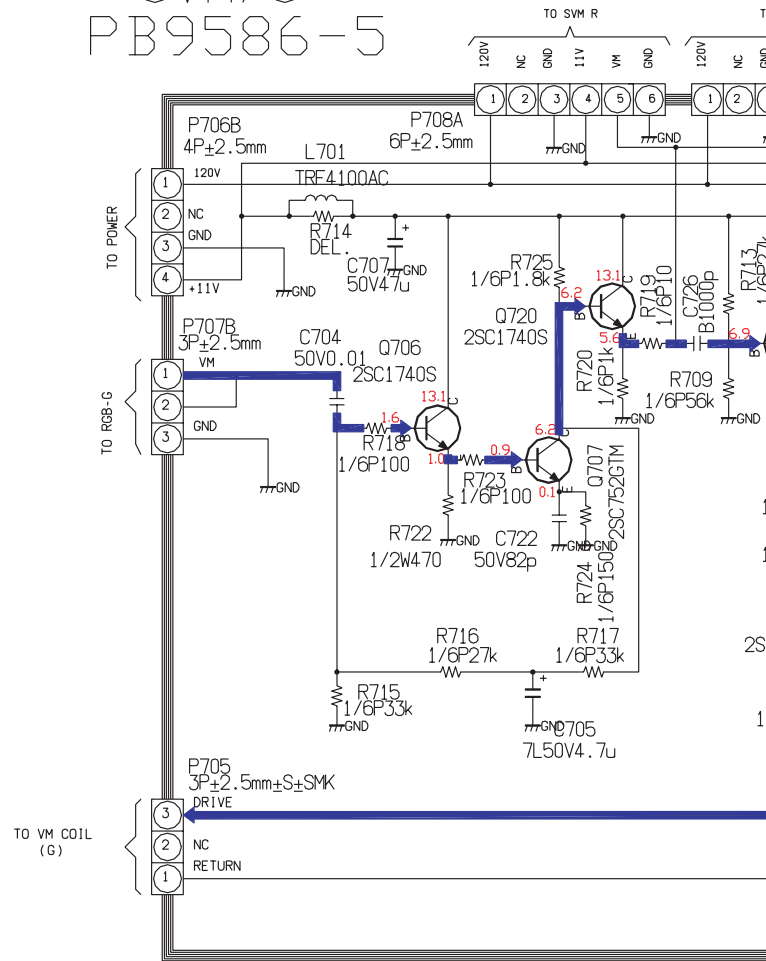 PB9586-5
TO SVM R
120V
NC
GND
11V
VM
GND
120V
NC
GND
1
2
3
4
5
6
1
2
P706B
4P±2.5mm
P708A
6P±2.5mm
GND
GND
L701
TRF4100AC
120V
NC
GND
+11V
1
2
3
4
TO POWER
R714
DEL.
C707
50V47u
+
GND
GND
R725
1/6P1.8k
13.1
C
6.2
B
E
5.6
Q720
2SC1740S
R719
1/6P10
C726
B1000p
R713
1/6P27k
6.9
B
R720
1/6P1k
R709
1/6P56k
GND
GND
P707B
3P±2.5mm
VM
GND
1
2
3
TO RGB-G
GND
C704
50V0.01
Q706
2SC1740S
13.1
C
1.6
B
1.0
R718
1/6P100
0.9
B
R723
1/6P100
6.2
C
0.1
E
Q707
2SC752GTM
R722
1/2W470
GND
C722
50V82p
GND
GND
R724
1/6P150
R716
1/6P27k
R717
1/6P33k
R715
1/6P33k
GND
+
GND
C705
7L50V4.7u
2S
P705
3P±2.5mm±S±SMK
DRIVE
NC
RETURN
3
2
1
TO VM COIL
(G)